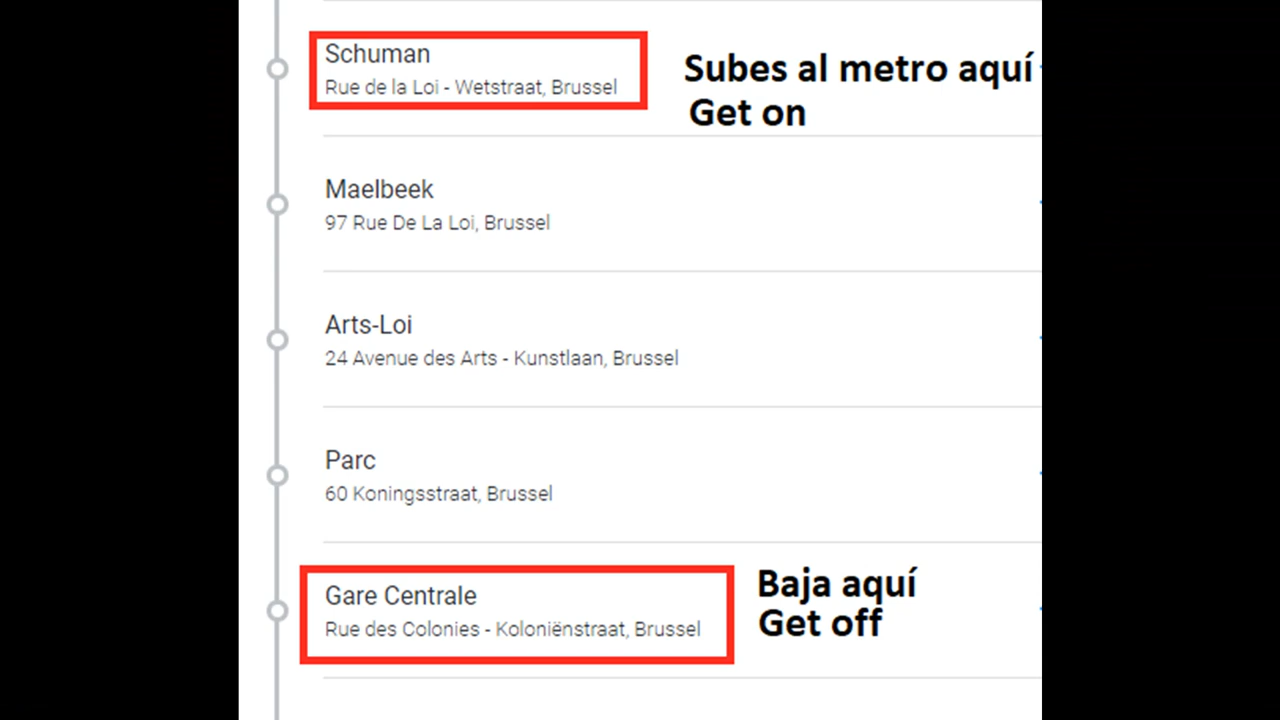 Schuman
Rue de la Loi - Wetstraat, Brussel
Subes al metro aquí
Get on
Maelbeek
97 Rue De La Loi, Brussel
Arts-Loi
24 Avenue des Arts - Kunstlaan, Brussel
Parc
60 Koningsstraat, Brussel
Gare Centrale
Rue des Colonies - Koloniënstraat, Brussel
Baja aquí
Get off